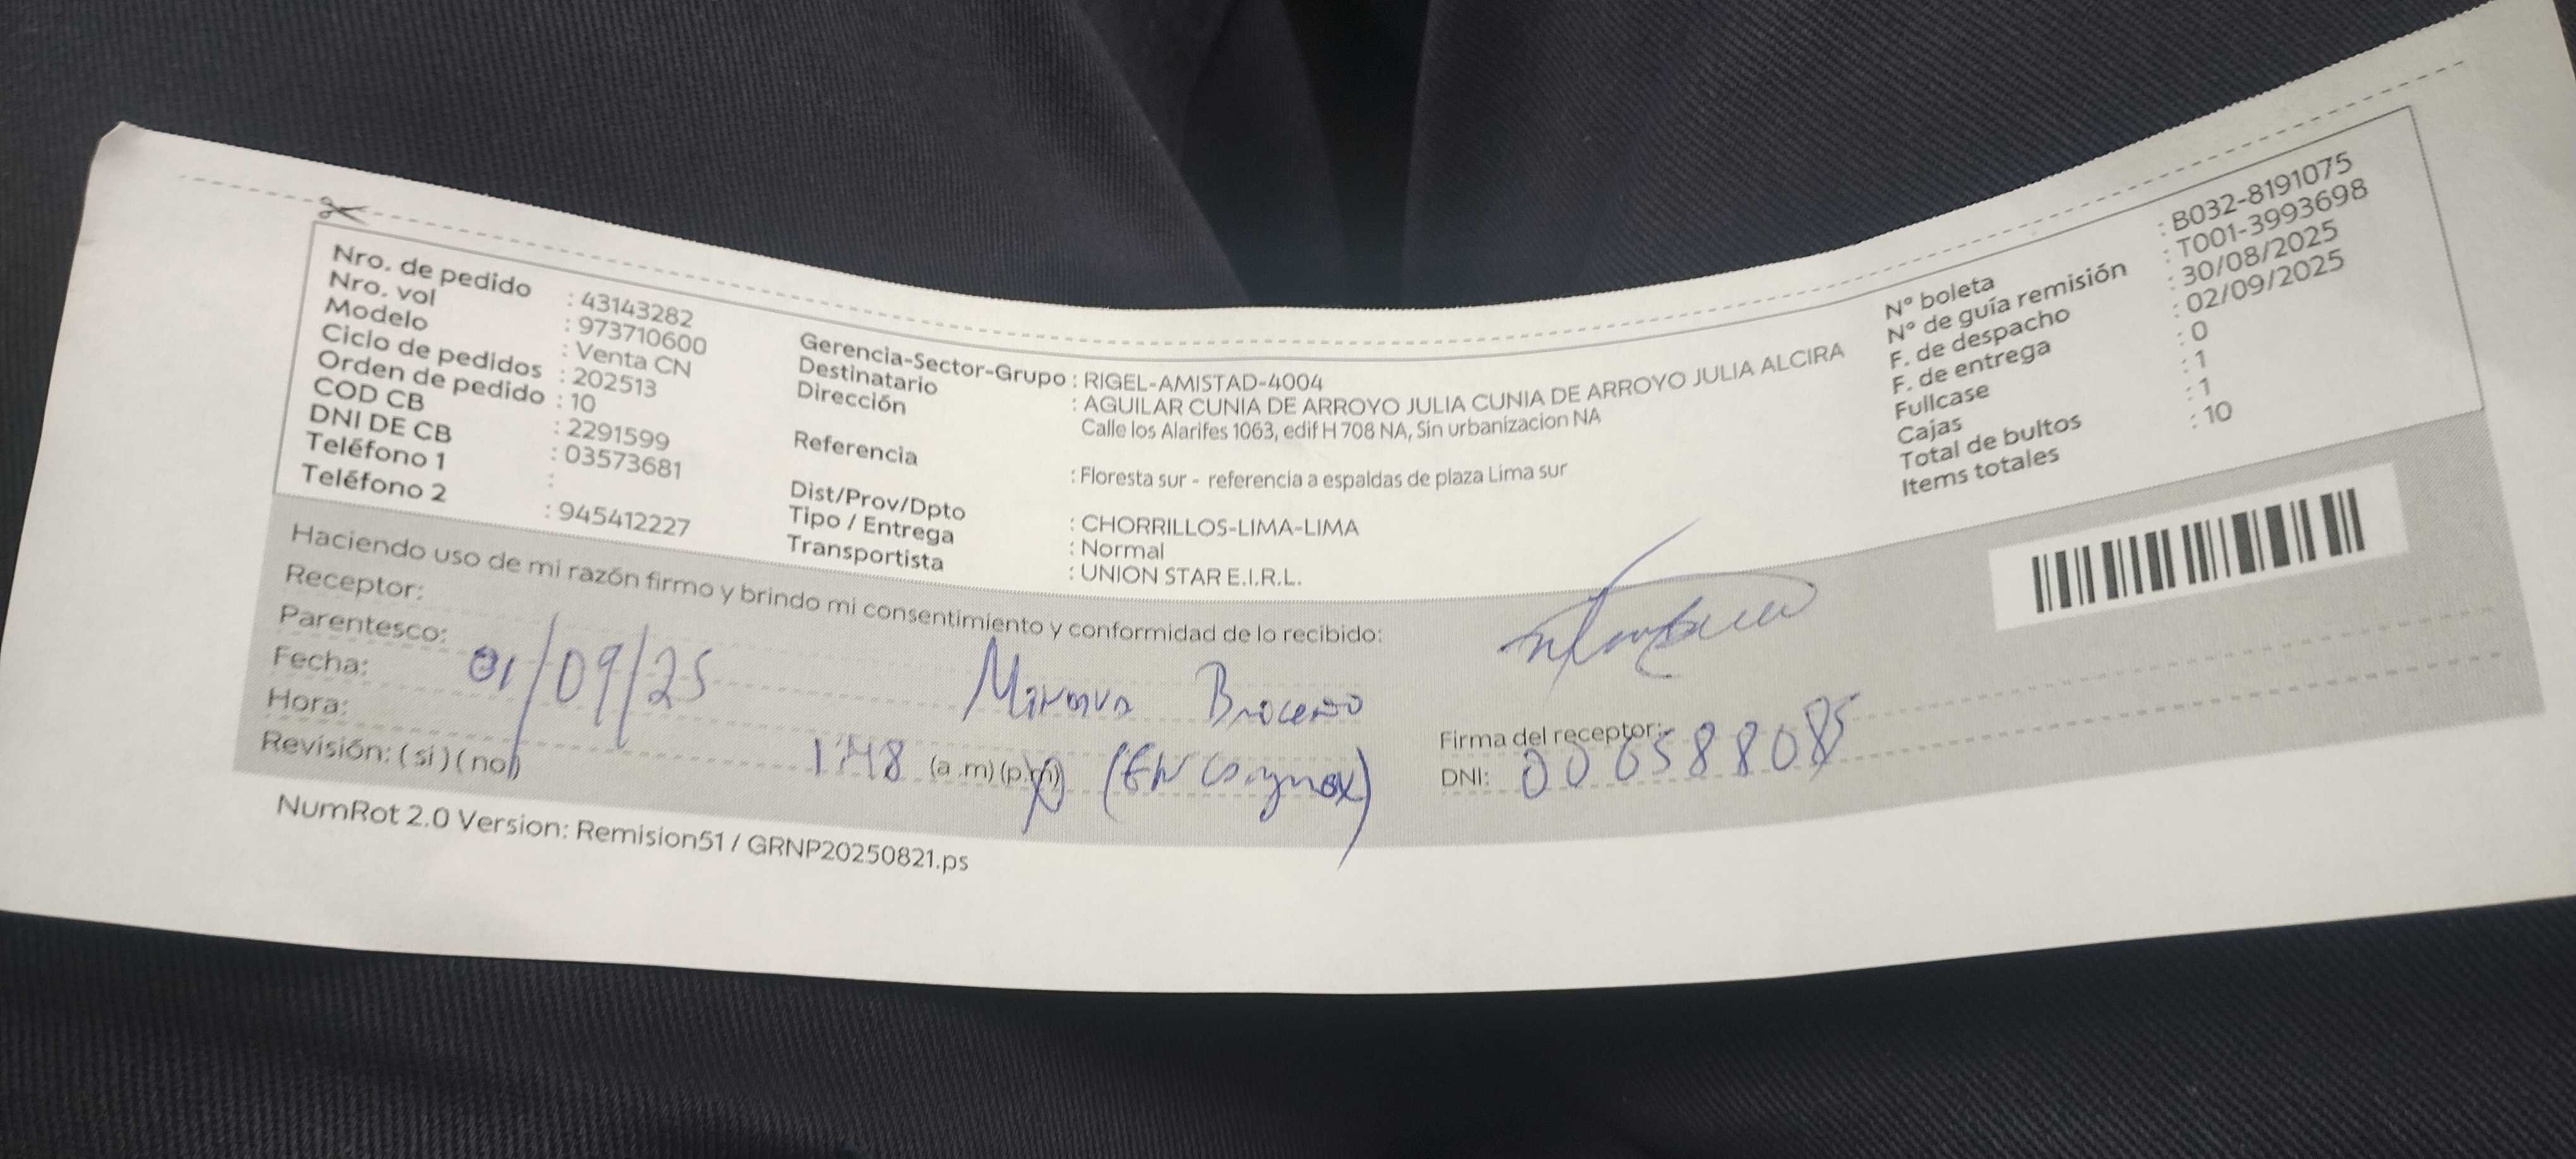 Nro. de pedido : 43143282
Nro. vol : 973710600
Modelo : Venta CN
Ciclo de pedidos : 202513
Orden de pedido : 10
COD CB : 2291599
DNI DE CB : 03573681
Teléfono 1 :
Teléfono 2 : 945412227
Gerencia-Sector-Grupo : RIGEL-AMISTAD-4004
Destinatario : AGUILAR CUNIA DE ARROYO JULIA CUNIA DE ARROYO JULIA ALCIRA
Dirección Calle los Alarifes 1063, edif H 708 NA, Sin urbanizacion NA
Referencia : Floresta sur - referencia a espaldas de plaza Lima sur
Dist/Prov/Dpto : CHORRILLOS-LIMA-LIMA
Tipo / Entrega : Normal
Transportista : UNION STAR E.I.R.L.
N° boleta : B032-8191075
N° de guía remisión : T001-3993698
F. de despacho : 30/08/2025
F. de entrega : 02/09/2025
Fullcase : 0
Cajas : 1
Total de bultos : 1
Items totales : 10
Haciendo uso de mi razón firmo y brindo mi consentimiento y conformidad de lo recibido:
Receptor:
Parentesco:
Fecha: 01/09/25
Hora: 1:48 (a.m) (p.m)
Revisión: ( si ) ( no )
Firma del receptor:
DNI:
NumRot 2.0 Version: Remision51 / GRNP20250821.ps